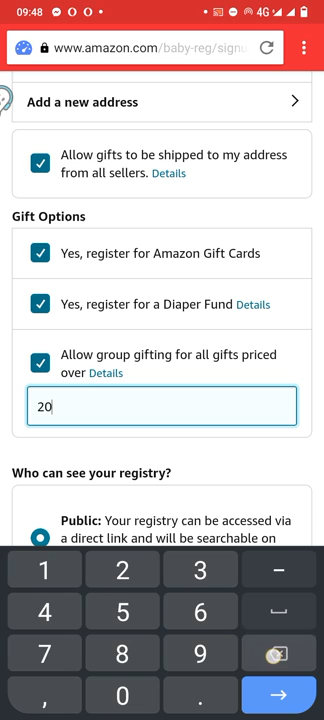 09:48
4G
www.amazon.com/baby-reg/signu
Add a new address
Allow gifts to be shipped to my address
from all sellers. Details
Gift Options
Yes, register for Amazon Gift Cards
Yes, register for a Diaper Fund Details
Allow group gifting for all gifts priced
over Details
20
Who can see your registry?
Public: Your registry can be accessed via
a direct link and will be searchable on
1 2 3 –
4 5 6
7 8 9
, 0 .